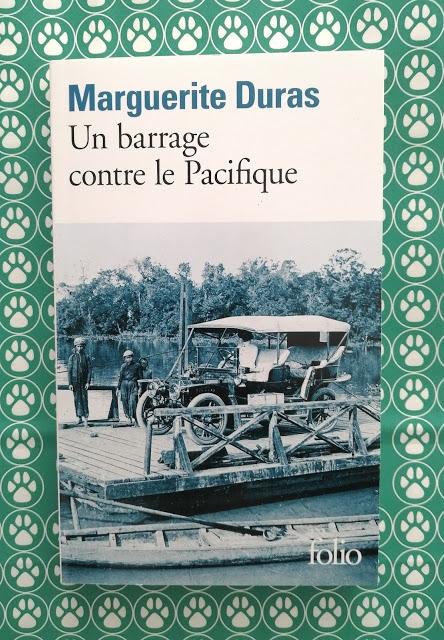 Marguerite Duras
Un barrage
contre le Pacifique
folio